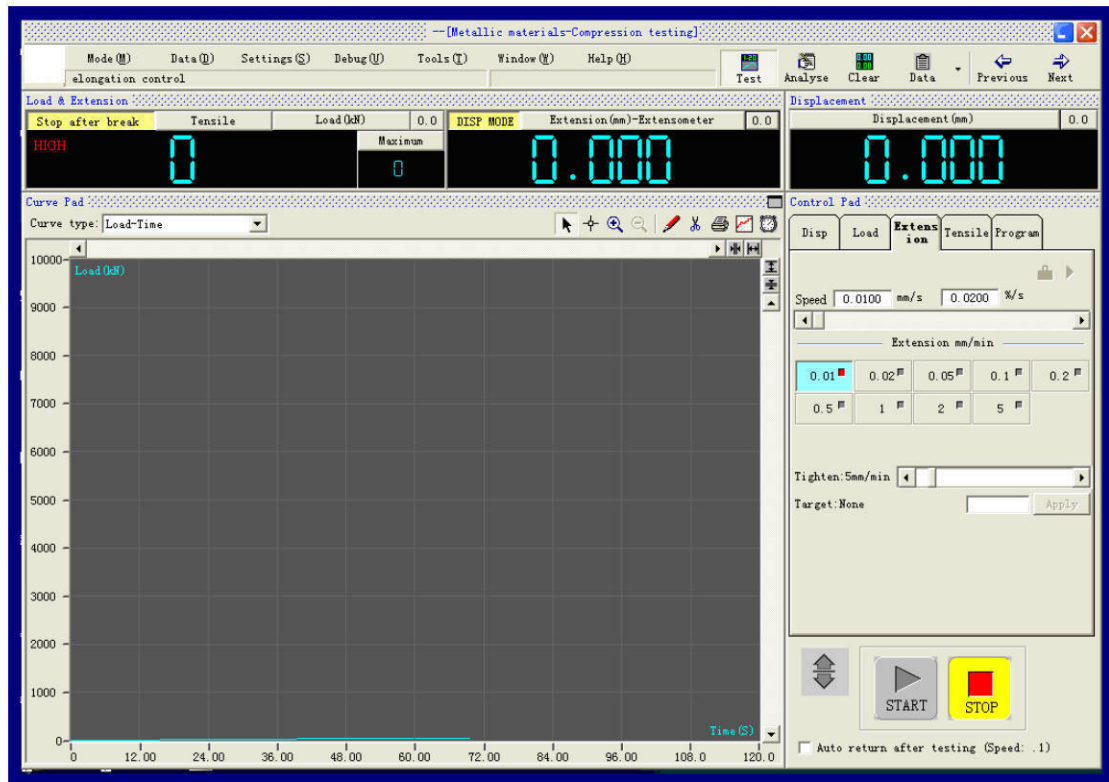 --[Metallic materials-Compression testing]
Mode(M) Data(D) Settings(S) Debug(U) Tools(T) Window(W) Help(H)
elongation control
Test Analyse Clear Data Previous Next
Load & Extension
Stop after break Tensile Load(kN) 0.0 DISP MODE Extension(mm)-Extensometer 0.0
HIGH 0 Maximum 0 0.000
Displacement
Displacement(mm) 0.0
0.000
Curve Pad
Curve type: Load-Time
Load(kN)
10000
9000
8000
7000
6000
5000
4000
3000
2000
1000
0
Time(S)
0 12.00 24.00 36.00 48.00 60.00 72.00 84.00 96.00 108.0 120.0
Control Pad
Disp Load Extens
ion Tensile Program
Speed 0.0100 mm/s 0.0200 %/s
Extension mm/min
0.01 0.02 0.05 0.1 0.2
0.5 1 2 5
Tighten:5mm/min
Target:None Apply
START STOP
Auto return after testing (Speed: .1)